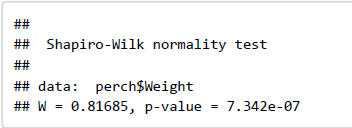 ##
##  Shapiro-Wilk normality test
##
## data:  perch$Weight
## W = 0.81685, p-value = 7.342e-07